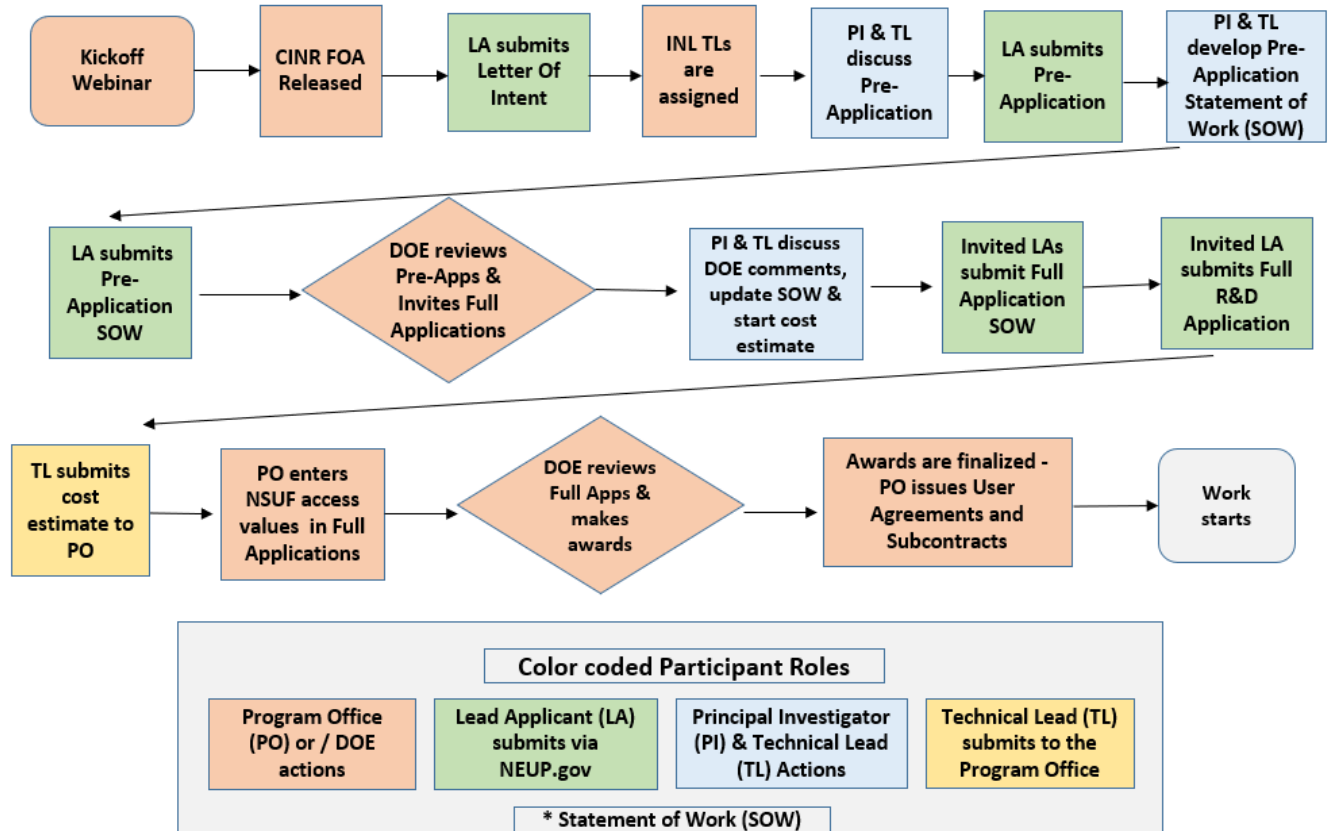 Kickoff
Webinar
CINR FOA
Released
LA submits
Letter Of
Intent
INL TLs
are
assigned
PI & TL
discuss
Pre-
Application
LA submits
Pre-
Application
PI & TL
develop Pre-
Application
Statement of
Work (SOW)
LA submits
Pre-
Application
SOW
DOE reviews
Pre-Apps &
Invites Full
Applications
PI & TL discuss
DOE comments,
update SOW &
start cost
estimate
Invited LAs
submit Full
Application
SOW
Invited LA
submits Full
R&D
Application
TL submits
cost
estimate to
PO
PO enters
NSUF access
values in Full
Applications
DOE reviews
Full Apps &
makes
awards
Awards are finalized -
PO issues User
Agreements and
Subcontracts
Work
starts
Color coded Participant Roles
Program Office
(PO) or / DOE
actions
Lead Applicant (LA)
submits via
NEUP.gov
Principal Investigator
(PI) & Technical Lead
(TL) Actions
Technical Lead (TL)
submits to the
Program Office
* Statement of Work (SOW)